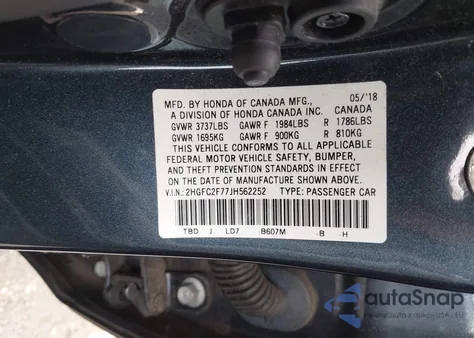 MFD. BY HONDA OF CANADA MFG., 05/'18
A DIVISION OF HONDA CANADA INC. CANADA
GVWR 3737LBS GAWR F 1984LBS R 1786LBS
GVWR 1695KG GAWR F 900KG R 810KG
THIS VEHICLE CONFORMS TO ALL APPLICABLE
FEDERAL MOTOR VEHICLE SAFETY, BUMPER,
AND THEFT PREVENTION STANDARDS IN EFFECT
ON THE DATE OF MANUFACTURE SHOWN ABOVE.
V.I.N.: 2HGFC2F77JH562252 TYPE: PASSENGER CAR
TBD J LD7 B607M -B -H
autoSnap